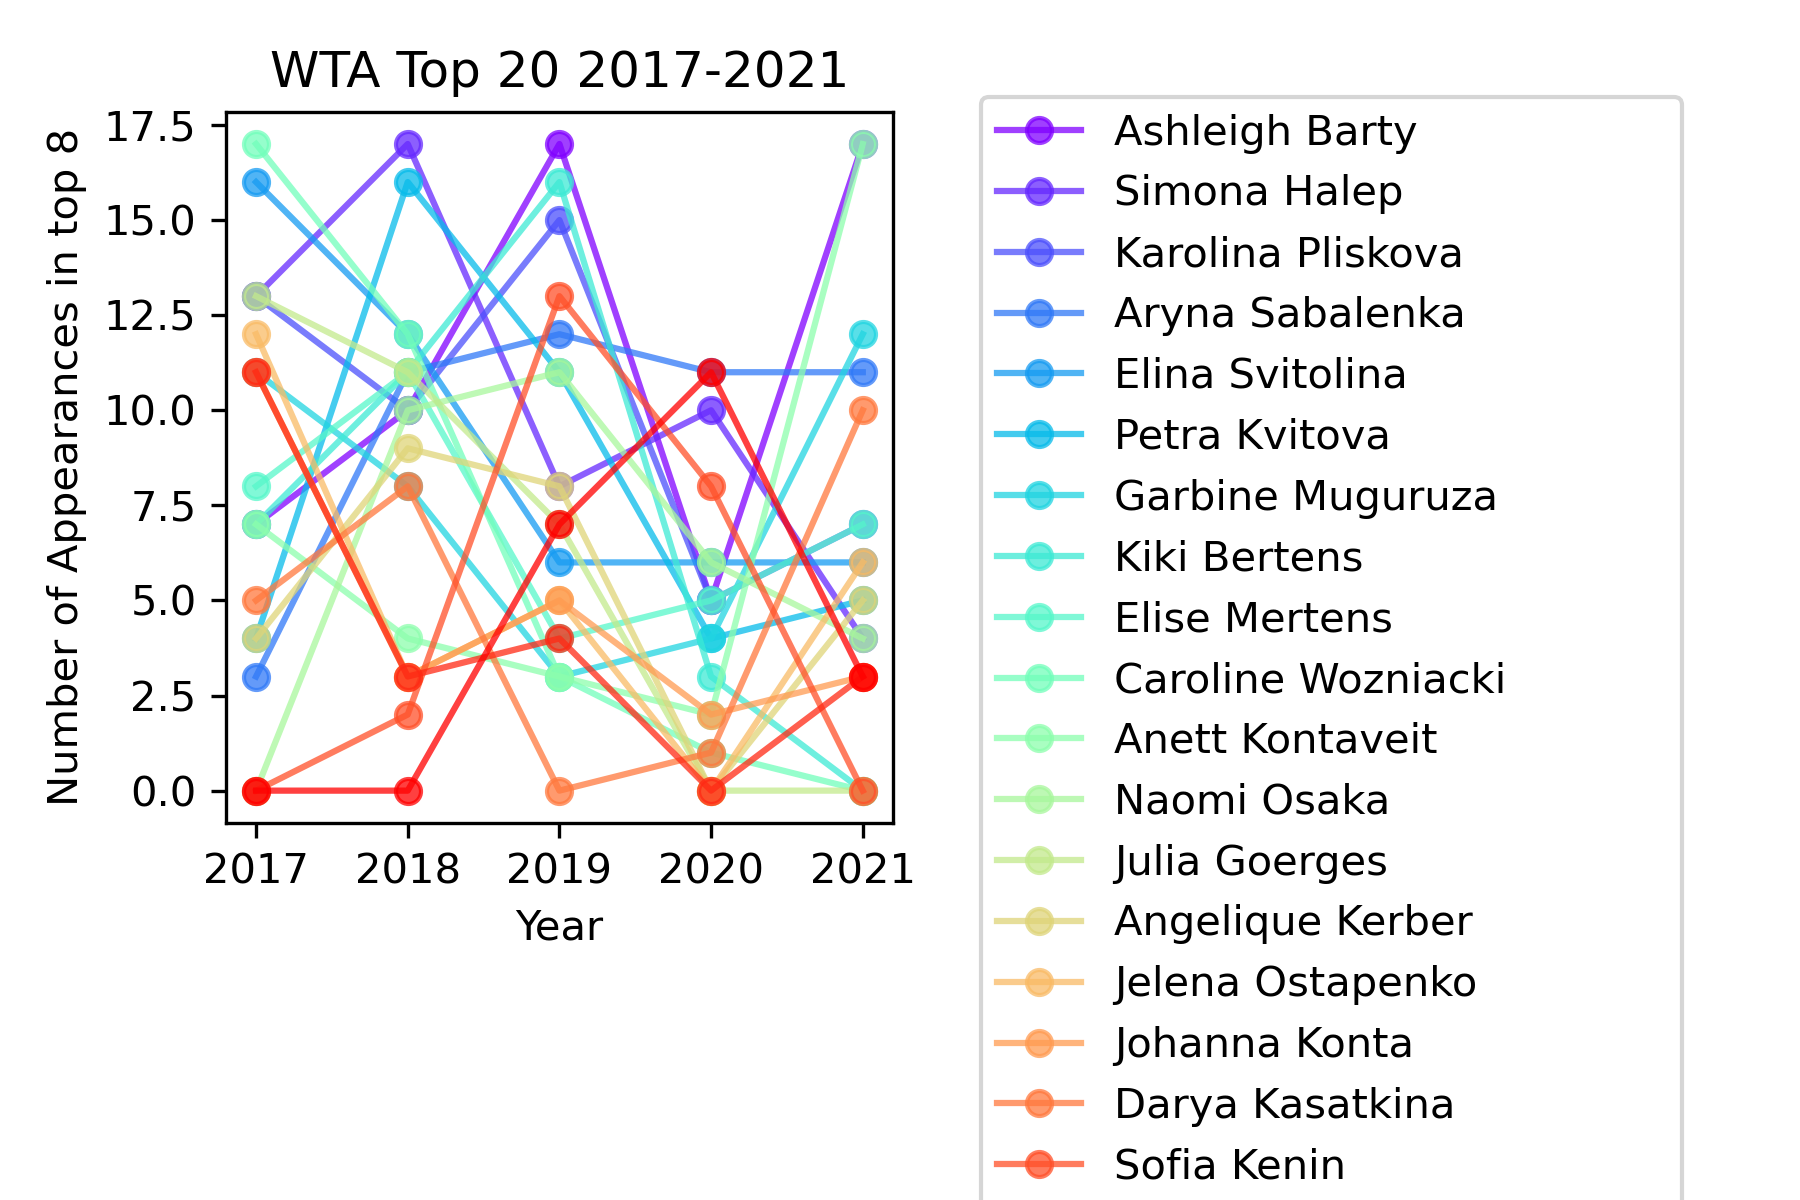 WTA Top 20 2017-2021
Number of Appearances in top 8
17.5
15.0
12.5
10.0
7.5
5.0
2.5
0.0
2017 2018 2019 2020 2021
Year
Ashleigh Barty
Simona Halep
Karolina Pliskova
Aryna Sabalenka
Elina Svitolina
Petra Kvitova
Garbine Muguruza
Kiki Bertens
Elise Mertens
Caroline Wozniacki
Anett Kontaveit
Naomi Osaka
Julia Goerges
Angelique Kerber
Jelena Ostapenko
Johanna Konta
Darya Kasatkina
Sofia Kenin